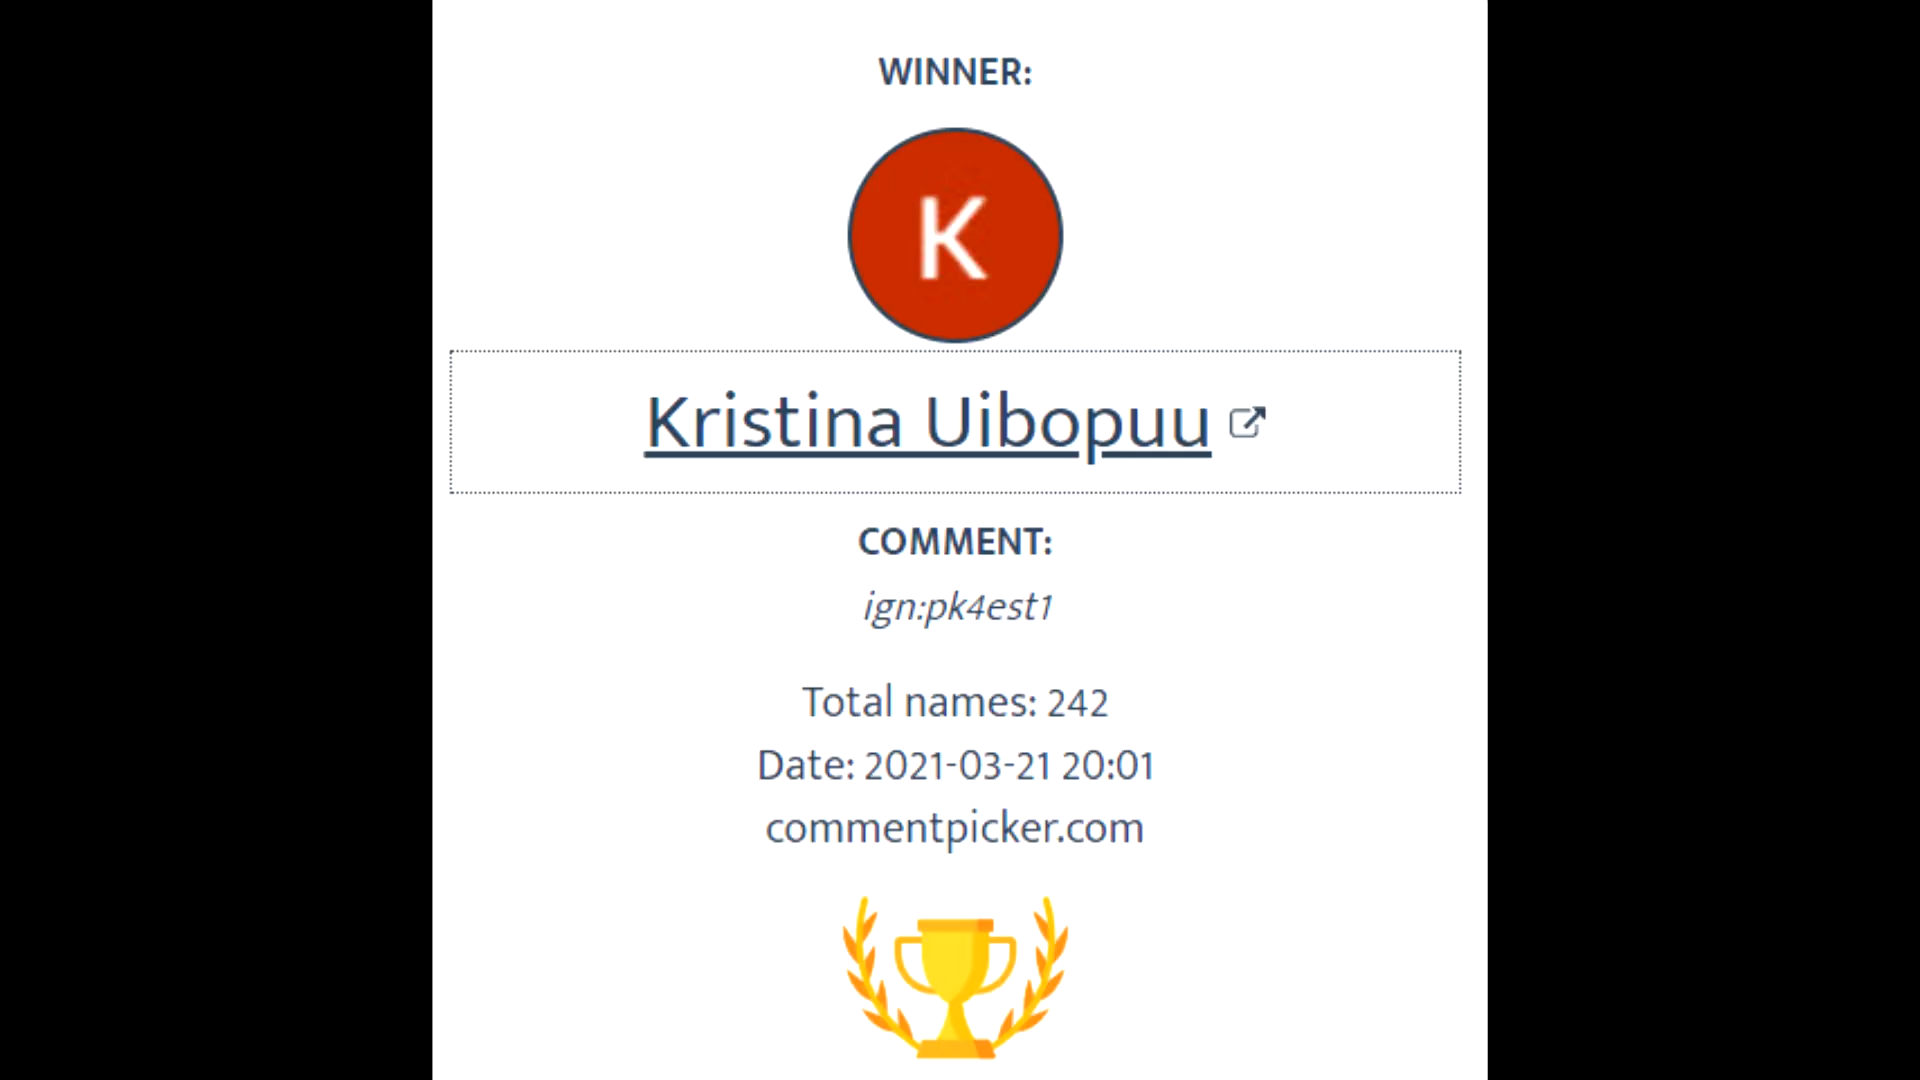 WINNER:
K
Kristina Uibopuu
COMMENT:
ign:pk4est1
Total names: 242
Date: 2021-03-21 20:01
commentpicker.com